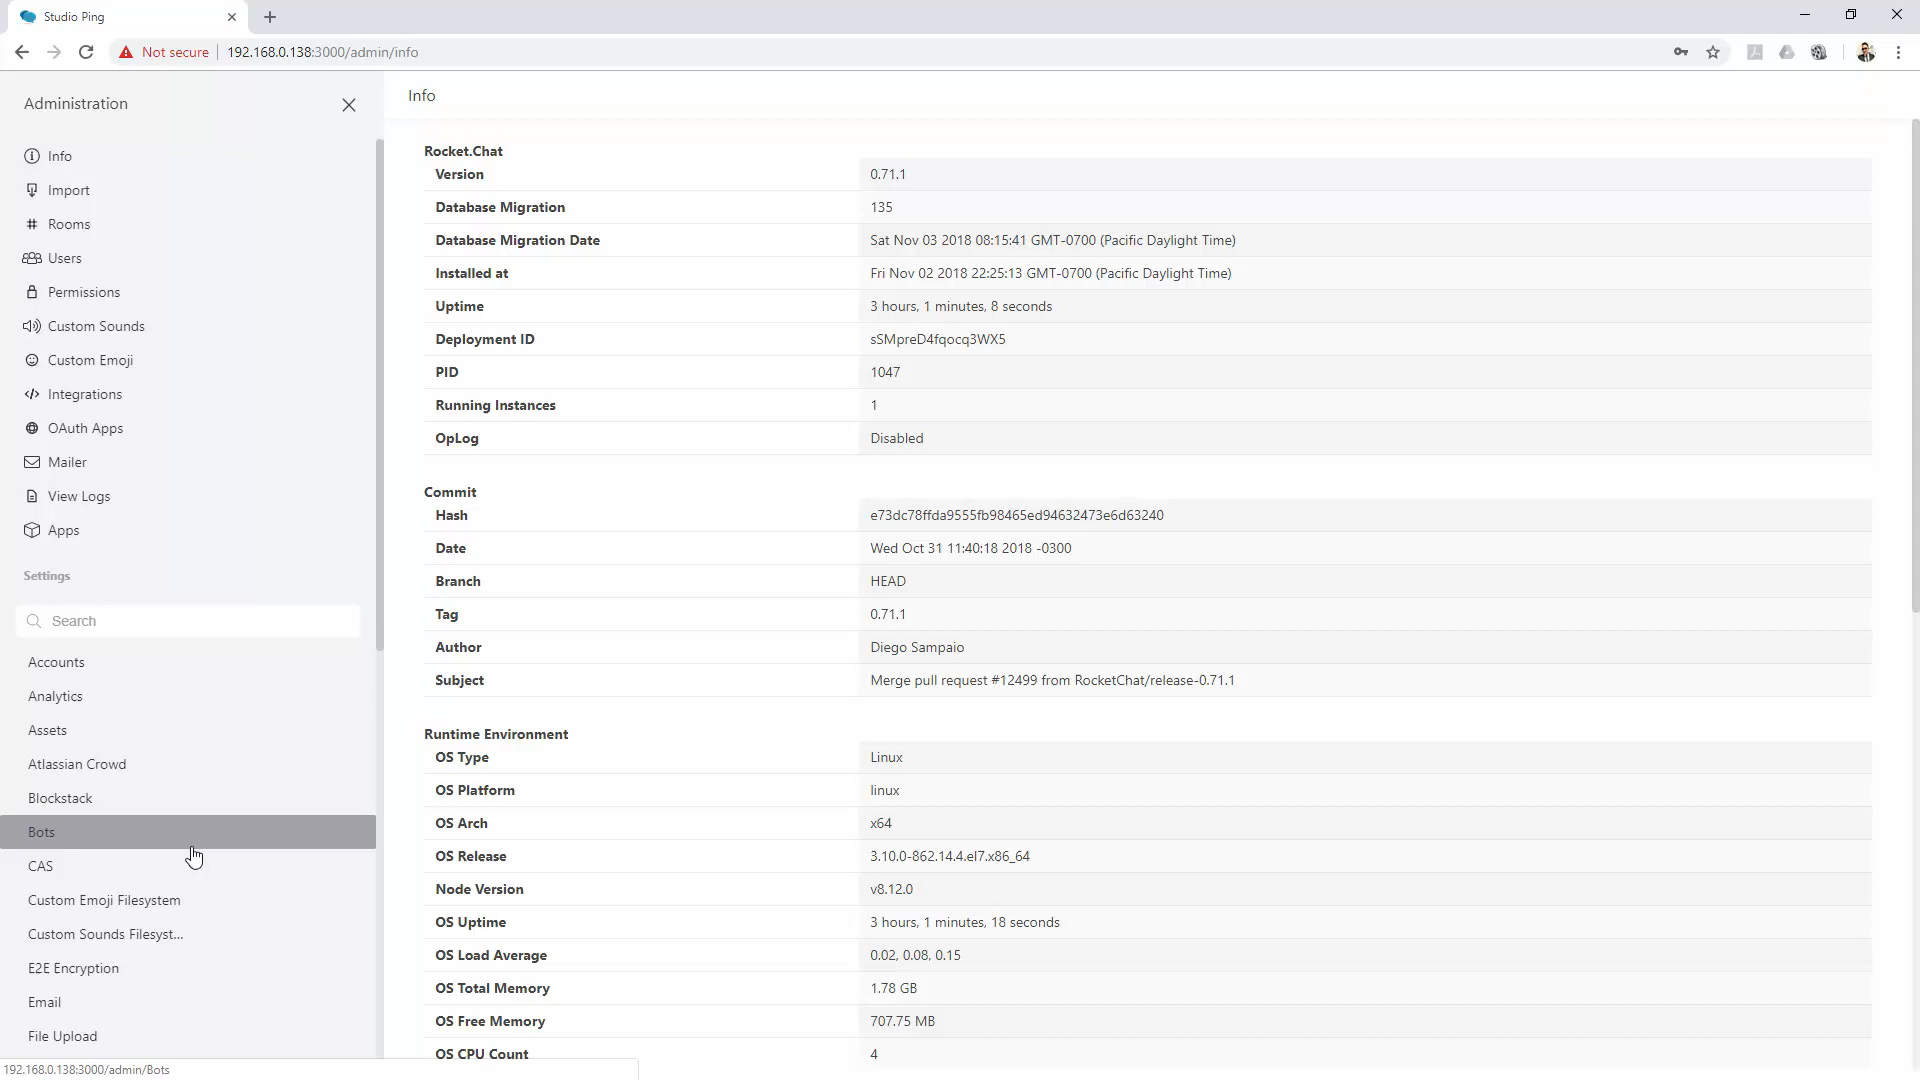 Studio Ping
Not secure
192.168.0.138:3000/admin/info
Administration
Info
Import
Rooms
Users
Permissions
Custom Sounds
Custom Emoji
Integrations
OAuth Apps
Mailer
View Logs
Apps
Settings
Search
Accounts
Analytics
Assets
Atlassian Crowd
Blockstack
Bots
CAS
Custom Emoji Filesystem
Custom Sounds Filesyst...
E2E Encryption
Email
File Upload
192.168.0.138:3000/admin/Bots
Info
Rocket.Chat
Version 0.71.1
Database Migration 135
Database Migration Date Sat Nov 03 2018 08:15:41 GMT-0700 (Pacific Daylight Time)
Installed at Fri Nov 02 2018 22:25:13 GMT-0700 (Pacific Daylight Time)
Uptime 3 hours, 1 minutes, 8 seconds
Deployment ID sSMpreD4fqocq3WX5
PID 1047
Running Instances 1
OpLog Disabled
Commit
Hash e73dc78ffda9555fb98465ed94632473e6d63240
Date Wed Oct 31 11:40:18 2018 -0300
Branch HEAD
Tag 0.71.1
Author Diego Sampaio
Subject Merge pull request #12499 from RocketChat/release-0.71.1
Runtime Environment
OS Type Linux
OS Platform linux
OS Arch x64
OS Release 3.10.0-862.14.4.el7.x86_64
Node Version v8.12.0
OS Uptime 3 hours, 1 minutes, 18 seconds
OS Load Average 0.02, 0.08, 0.15
OS Total Memory 1.78 GB
OS Free Memory 707.75 MB
OS CPU Count 4